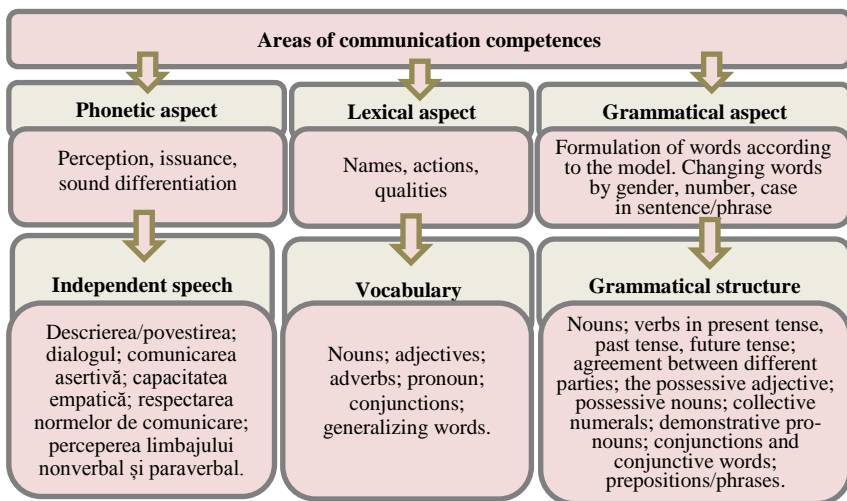 Areas of communication competences
Phonetic aspect
Perception, issuance,
sound differentiation
Lexical aspect
Names, actions,
qualities
Grammatical aspect
Formulation of words according
to the model. Changing words
by gender, number, case
in sentence/phrase
Independent speech
Descrierea/povestirea;
dialogul; comunicarea
asertivă; capacitatea
empatică; respectarea
normelor de comunicare;
perceperea limbajului
nonverbal și paraverbal.
Vocabulary
Nouns; adjectives;
adverbs; pronoun;
conjunctions;
generalizing words.
Grammatical structure
Nouns; verbs in present tense,
past tense, future tense;
agreement between different
parties; the possessive adjective;
possessive nouns; collective
numerals; demonstrative pro-
nouns; conjunctions and
conjunctive words;
prepositions/phrases.